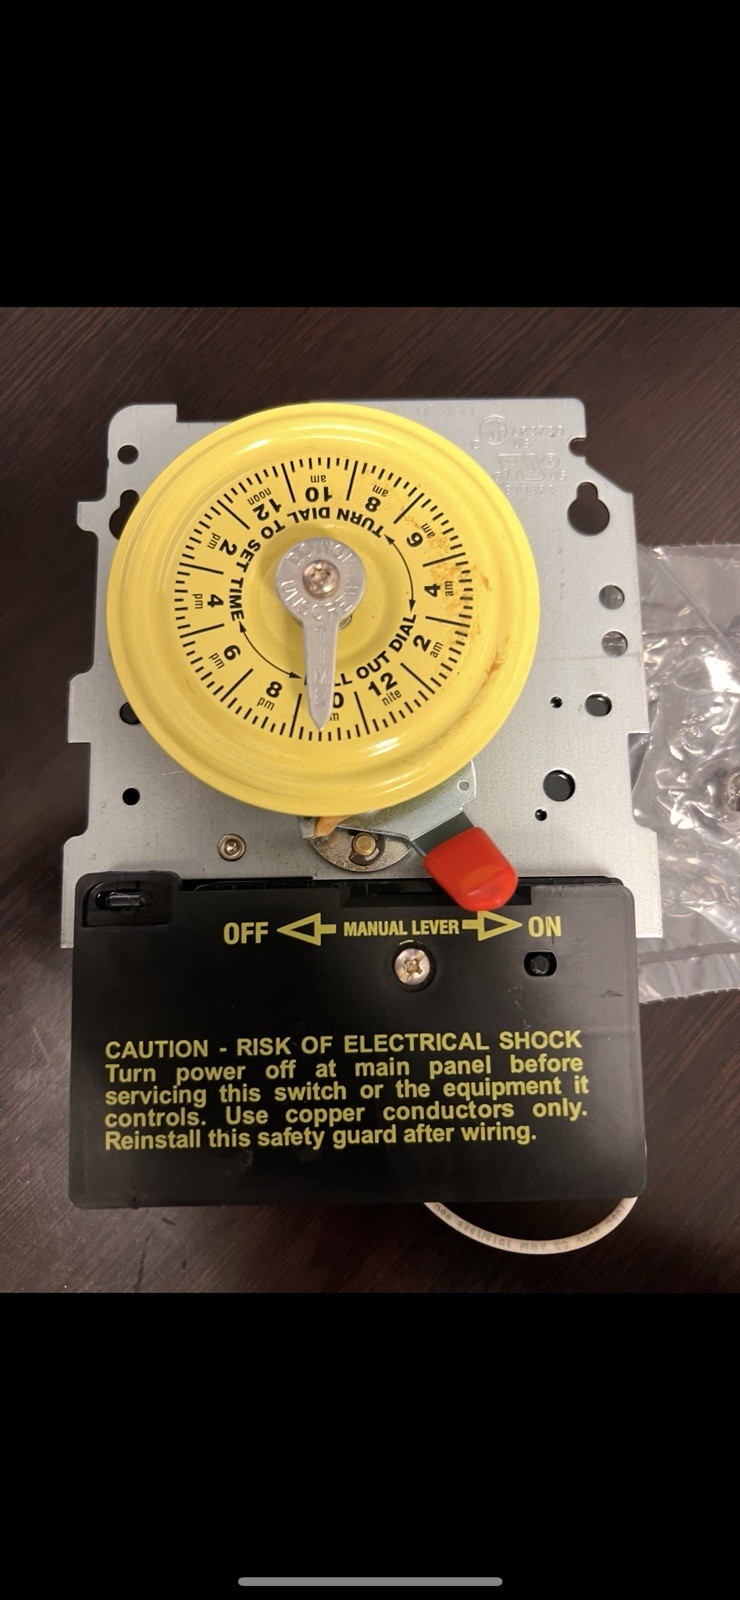 12
noon
10
am
8
am
6
am
4
am
2
am
12
nite
8
pm
6
pm
4
pm
2
pm
TURN DIAL TO SET TIME
OUT DIAL
DO NOT
UNSCREW
OFF MANUAL LEVER ON
CAUTION - RISK OF ELECTRICAL SHOCK
Turn power off at main panel before
servicing this switch or the equipment it
controls. Use copper conductors only.
Reinstall this safety guard after wiring.